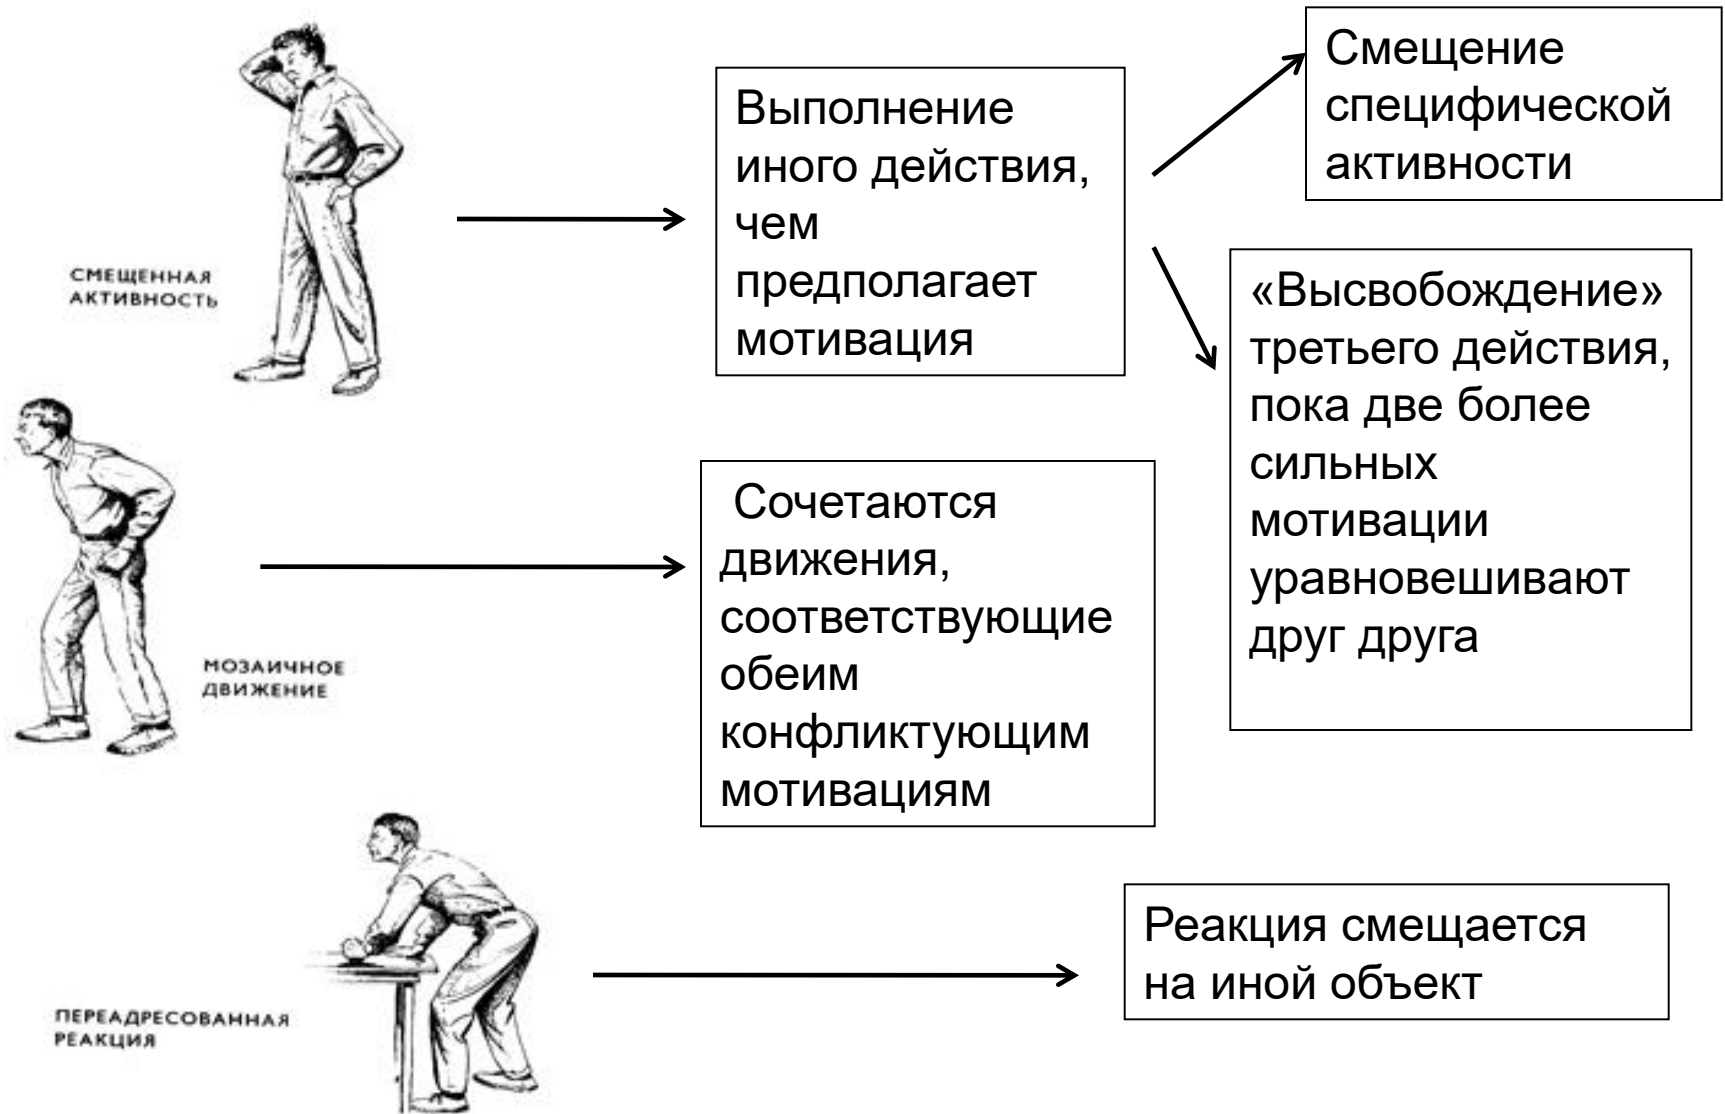 СМЕЩЕННАЯ
АКТИВНОСТЬ
Выполнение
иного действия,
чем
предполагает
мотивация
Смещение
специфической
активности
«Высвобождение»
третьего действия,
пока две более
сильных
мотивации
уравновешивают
друг друга
МОЗАИЧНОЕ
ДВИЖЕНИЕ
Сочетаются
движения,
соответствующие
обеим
конфликтующим
мотивациям
ПЕРЕАДРЕСОВАННАЯ
РЕАКЦИЯ
Реакция смещается
на иной объект